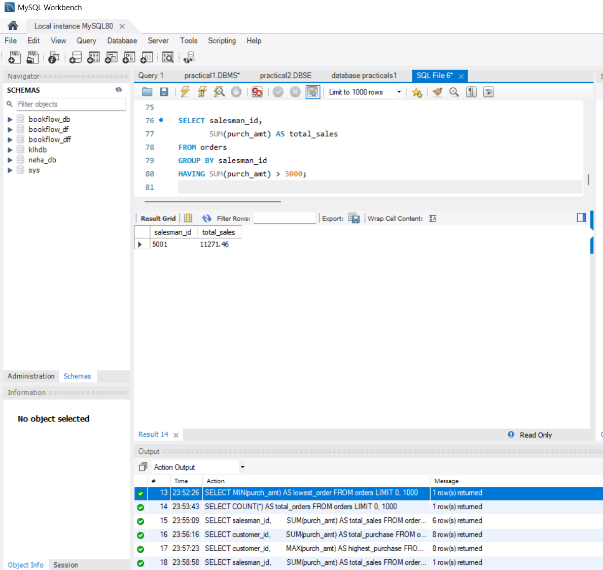 MySQL Workbench
Local instance MySQL80 ×
File Edit View Query Database Server Tools Scripting Help
Navigator
SCHEMAS
Filter objects
bookflow_db
bookflow_df
bookflow_dff
klhdb
neha_db
sys
Administration Schemas
Information
No object selected
Object Info Session
Query 1 practical1.DBMS* practical2.DBSE database practicals1 SQL File 6* ×
Limit to 1000 rows
75
76 SELECT salesman_id,
77 SUM(purch_amt) AS total_sales
78 FROM orders
79 GROUP BY salesman_id
80 HAVING SUM(purch_amt) > 3000;
81
Result Grid Filter Rows: Export: Wrap Cell Content:
salesman_id total_sales
5001 11271.46
Result 14 × Read Only
Output
Action Output
# Time Action Message
13 23:52:26 SELECT MIN(purch_amt) AS lowest_order FROM orders LIMIT 0, 1000 1 row(s) returned
14 23:53:43 SELECT COUNT(*) AS total_orders FROM orders LIMIT 0, 1000 1 row(s) returned
15 23:55:09 SELECT salesman_id, SUM(purch_amt) AS total_sales FROM order... 6 row(s) returned
16 23:56:16 SELECT customer_id, SUM(purch_amt) AS total_purchase FROM o... 8 row(s) returned
17 23:57:23 SELECT customer_id, MAX(purch_amt) AS highest_purchase FRO... 8 row(s) returned
18 23:58:58 SELECT salesman_id, SUM(purch_amt) AS total_sales FROM order... 1 row(s) returned